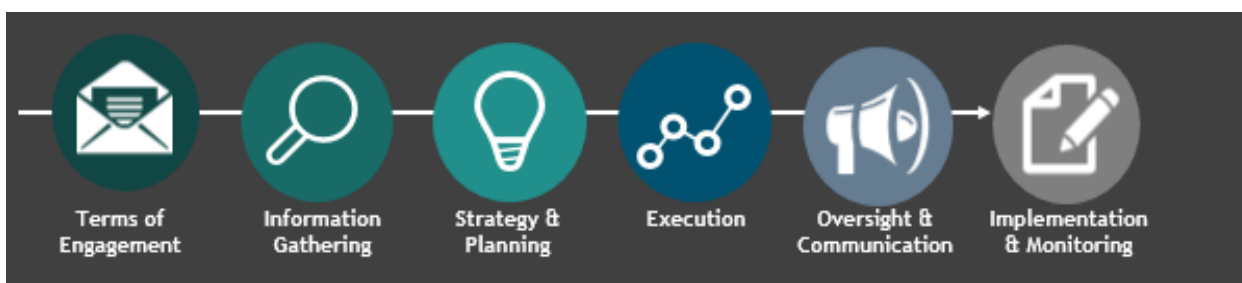 Terms of
Engagement
Information
Gathering
Strategy &
Planning
Execution
Oversight &
Communication
Implementation
& Monitoring